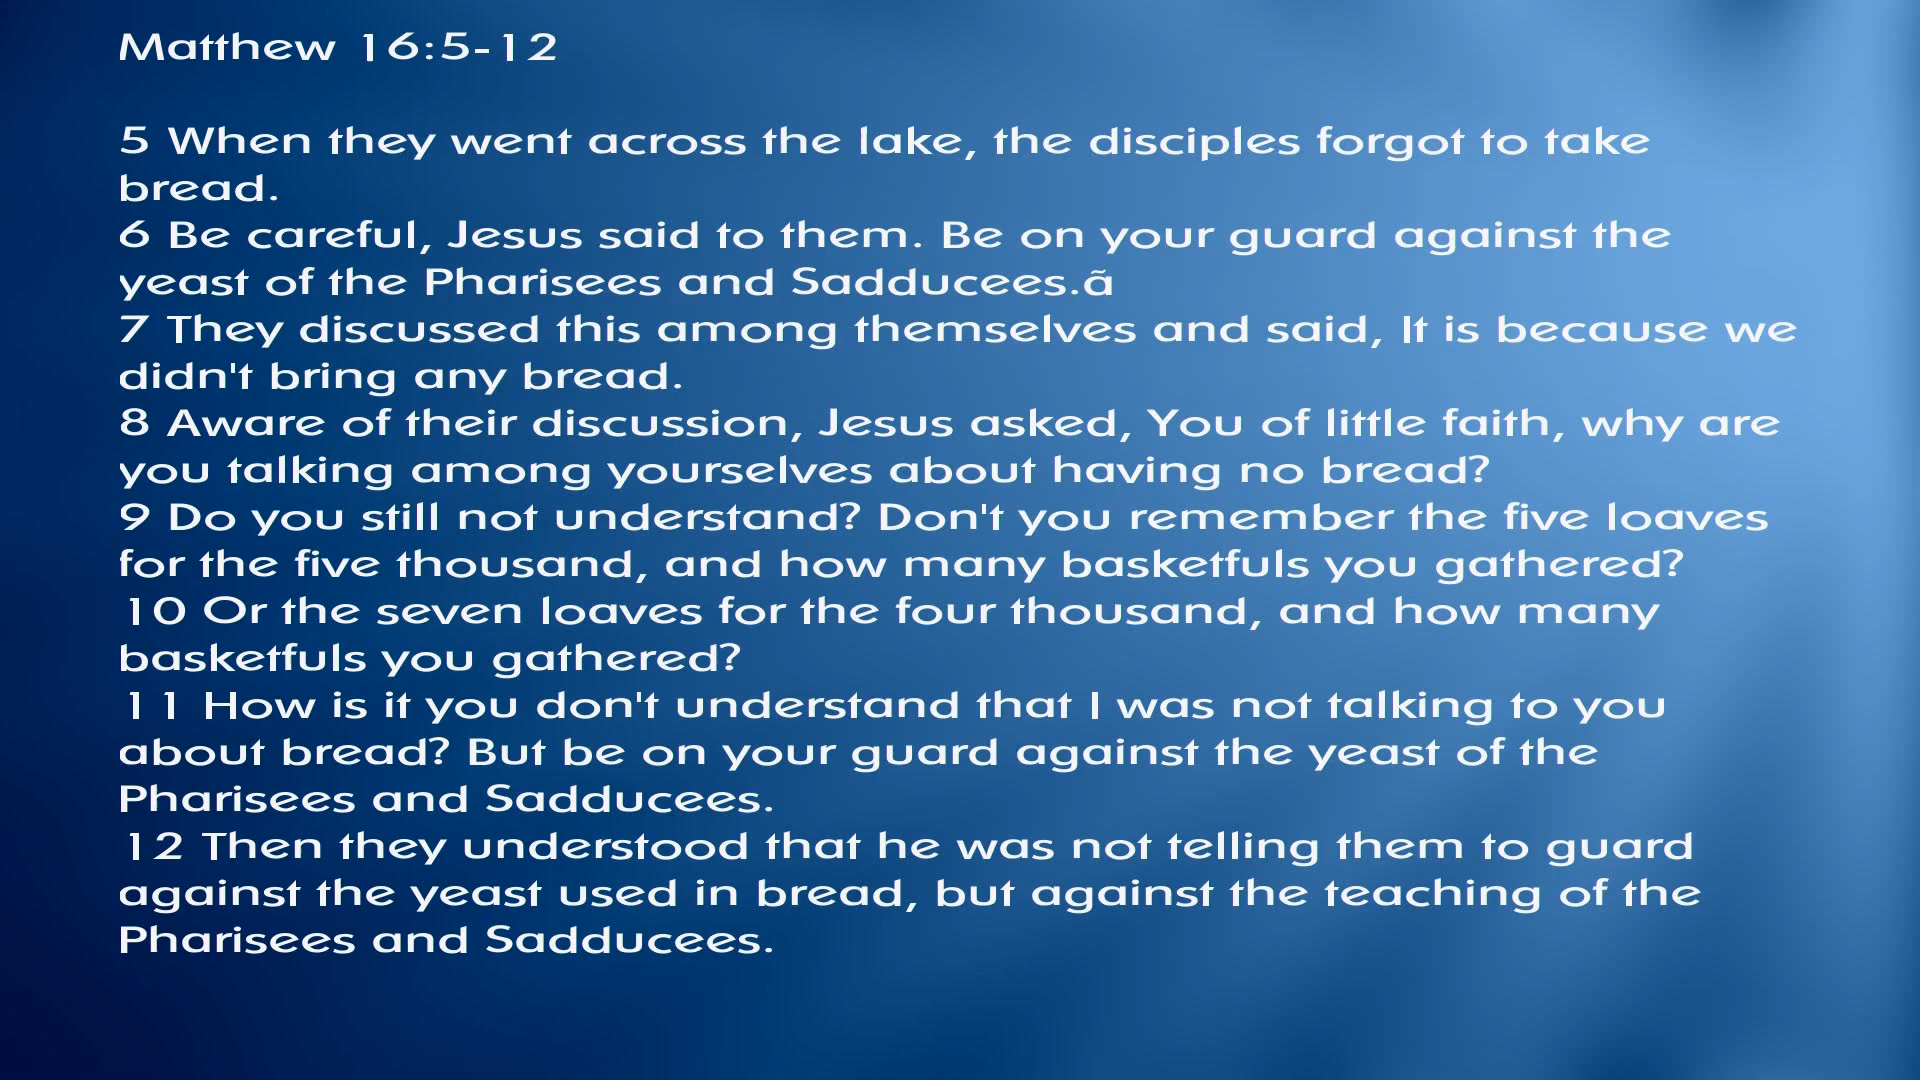 Matthew 16:5-12
5 When they went across the lake, the disciples forgot to take
bread.
6 Be careful, Jesus said to them. Be on your guard against the
yeast of the Pharisees and Sadducees.ã
7 They discussed this among themselves and said, It is because we
didn't bring any bread.
8 Aware of their discussion, Jesus asked, You of little faith, why are
you talking among yourselves about having no bread?
9 Do you still not understand? Don't you remember the five loaves
for the five thousand, and how many basketfuls you gathered?
10 Or the seven loaves for the four thousand, and how many
basketfuls you gathered?
11 How is it you don't understand that I was not talking to you
about bread? But be on your guard against the yeast of the
Pharisees and Sadducees.
12 Then they understood that he was not telling them to guard
against the yeast used in bread, but against the teaching of the
Pharisees and Sadducees.